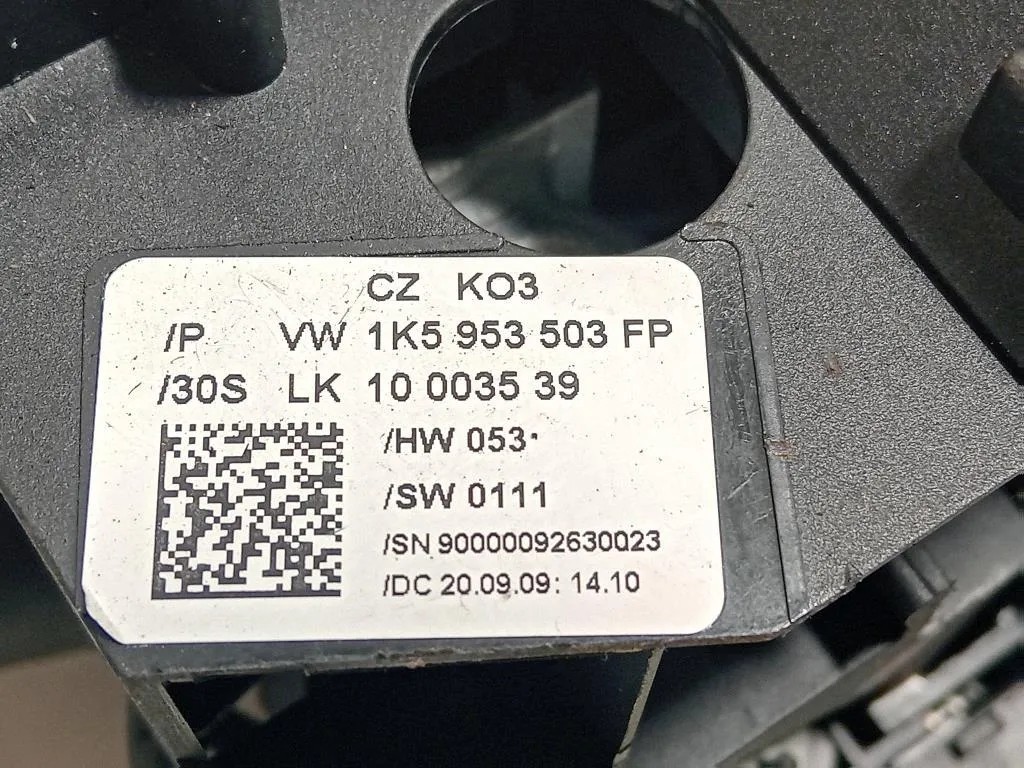 CZ KO3
/P VW 1K5 953 503 FP
/30S LK 10 0035 39
/HW 053
/SW 0111
/SN 90000092630023
/DC 20.09.09: 14.10